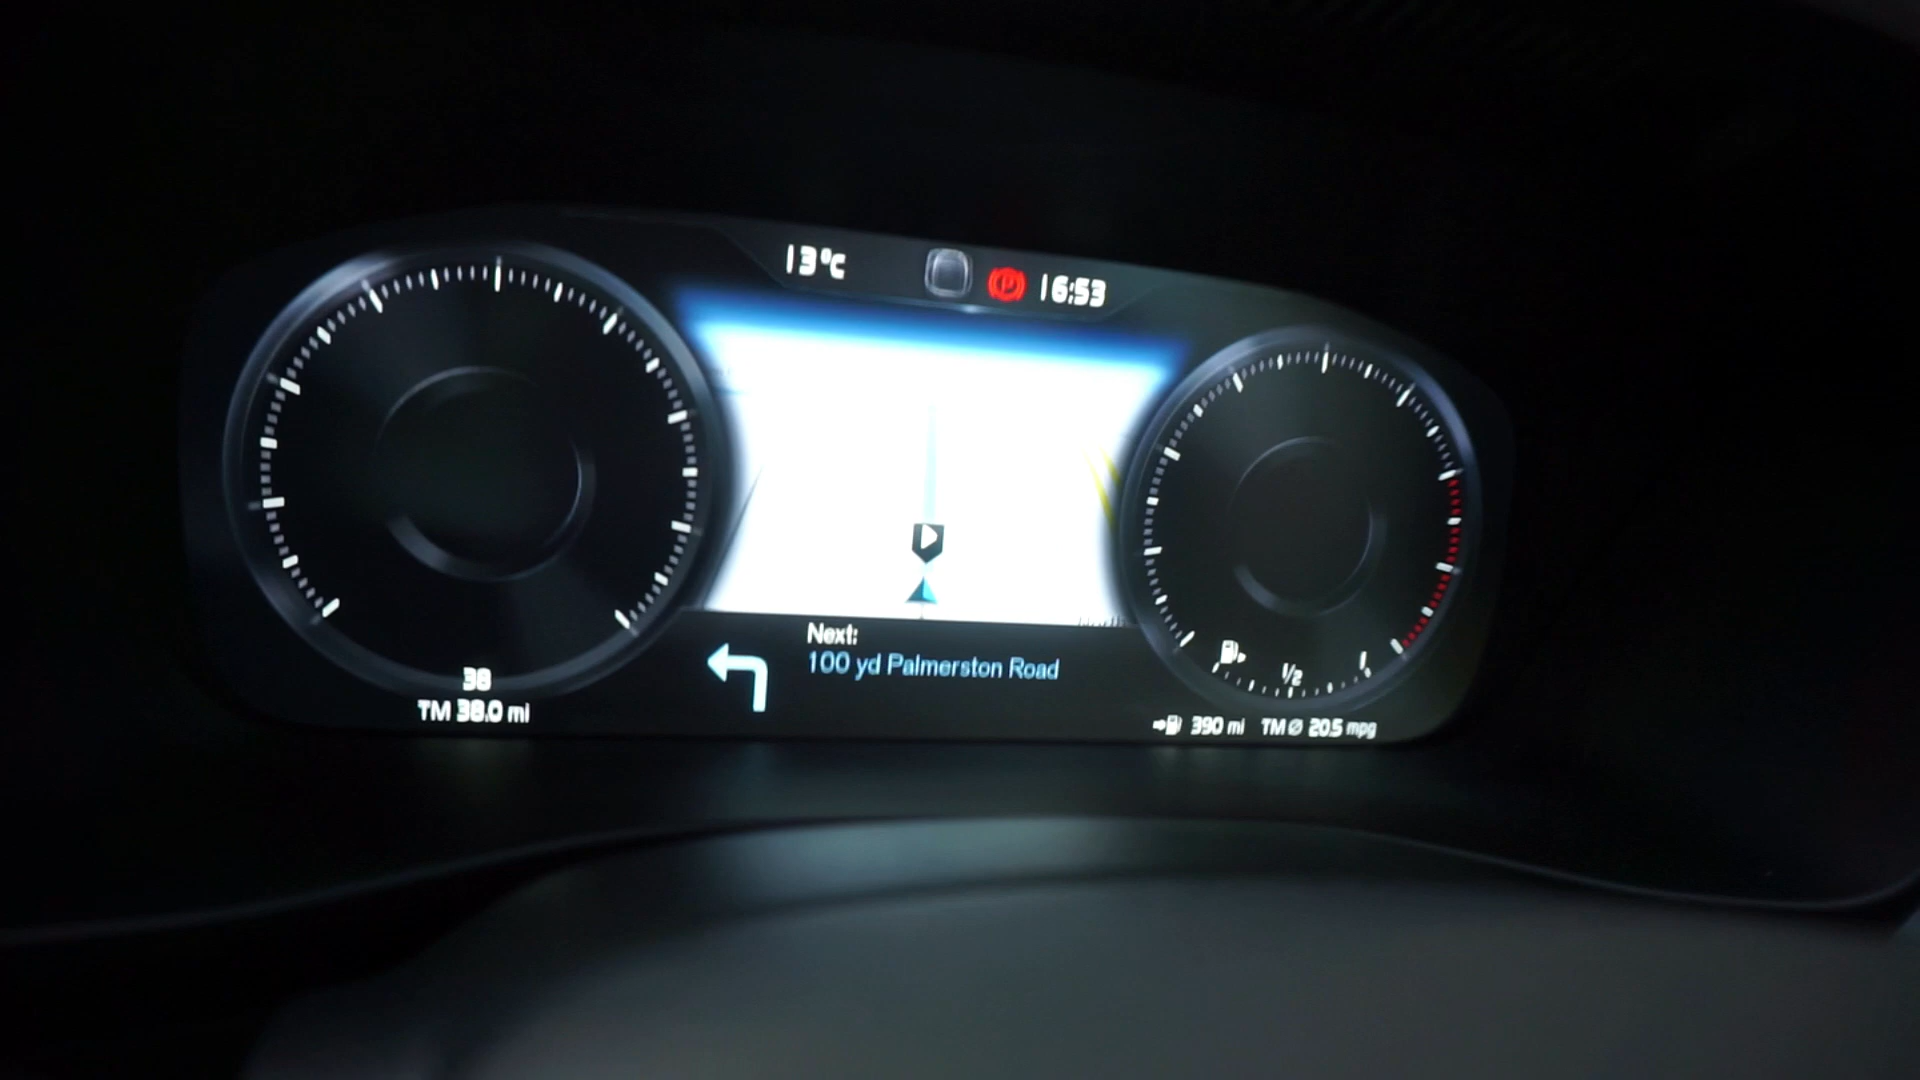 13°C
16:53
Next:
100 yd Palmerston Road
38
TM 38.0 mi
1/2
1
390 mi TM Ø 20.5 mpg